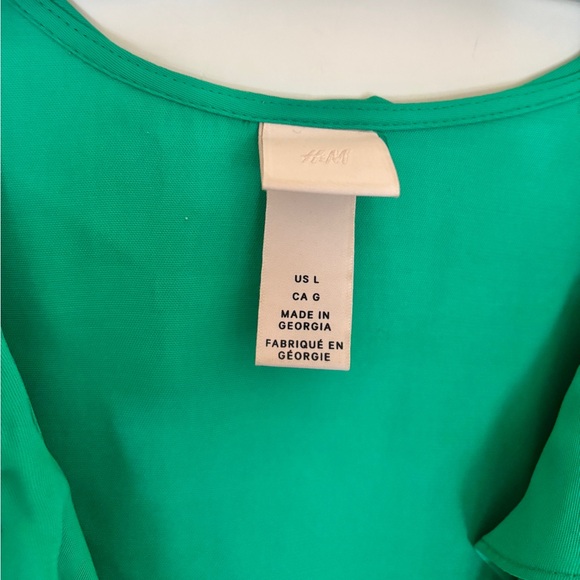 H&M
US L
CA G
MADE IN
GEORGIA
FABRIQUÉ EN
GÉORGIE